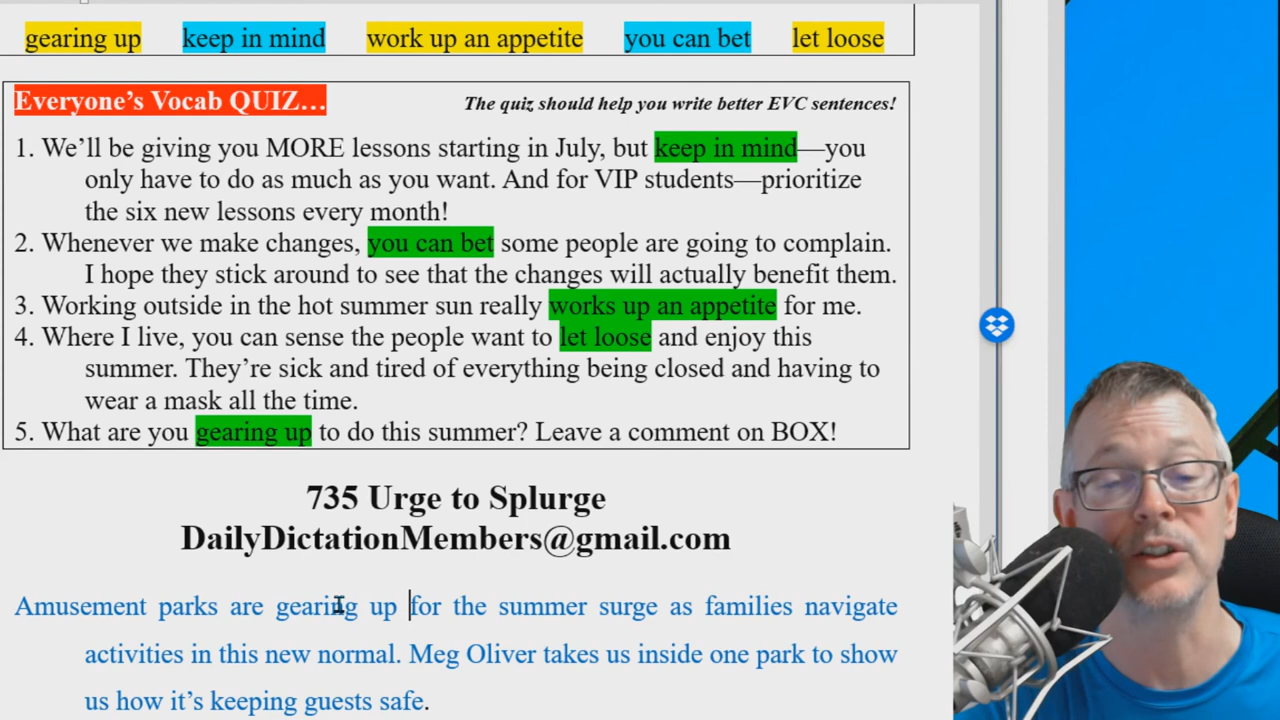 gearing up keep in mind work up an appetite you can bet let loose
Everyone’s Vocab QUIZ… The quiz should help you write better EVC sentences!
1. We’ll be giving you MORE lessons starting in July, but keep in mind—you
only have to do as much as you want. And for VIP students—prioritize
the six new lessons every month!
2. Whenever we make changes, you can bet some people are going to complain.
I hope they stick around to see that the changes will actually benefit them.
3. Working outside in the hot summer sun really works up an appetite for me.
4. Where I live, you can sense the people want to let loose and enjoy this
summer. They’re sick and tired of everything being closed and having to
wear a mask all the time.
5. What are you gearing up to do this summer? Leave a comment on BOX!
735 Urge to Splurge
DailyDictationMembers@gmail.com
Amusement parks are gearing up for the summer surge as families navigate
activities in this new normal. Meg Oliver takes us inside one park to show
us how it’s keeping guests safe.